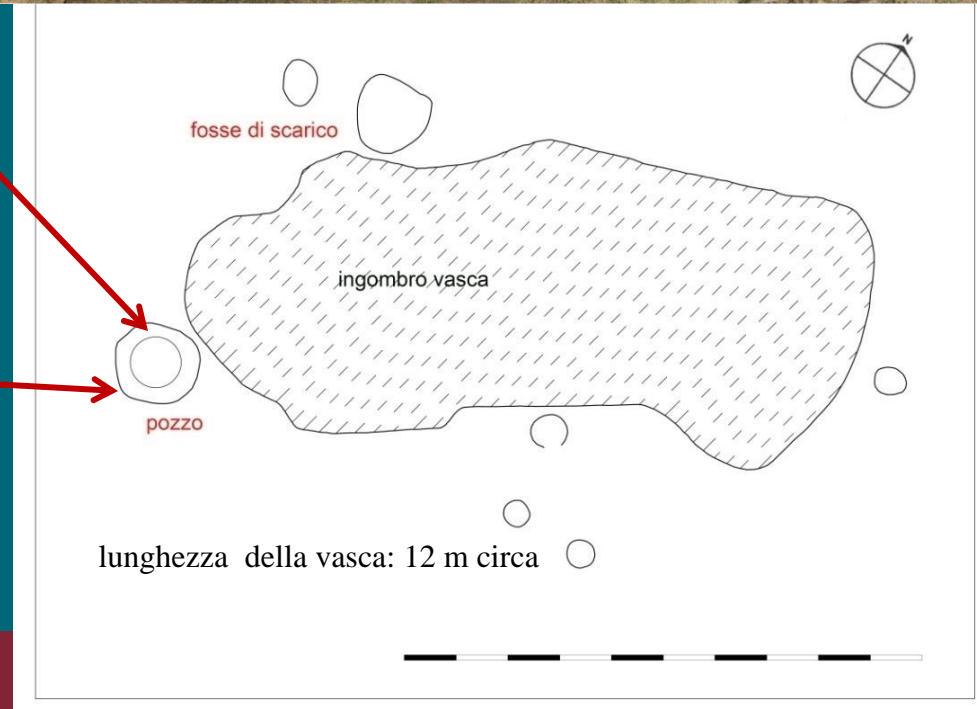 N
fosse di scarico
ingombro vasca
pozzo
lunghezza della vasca: 12 m circa